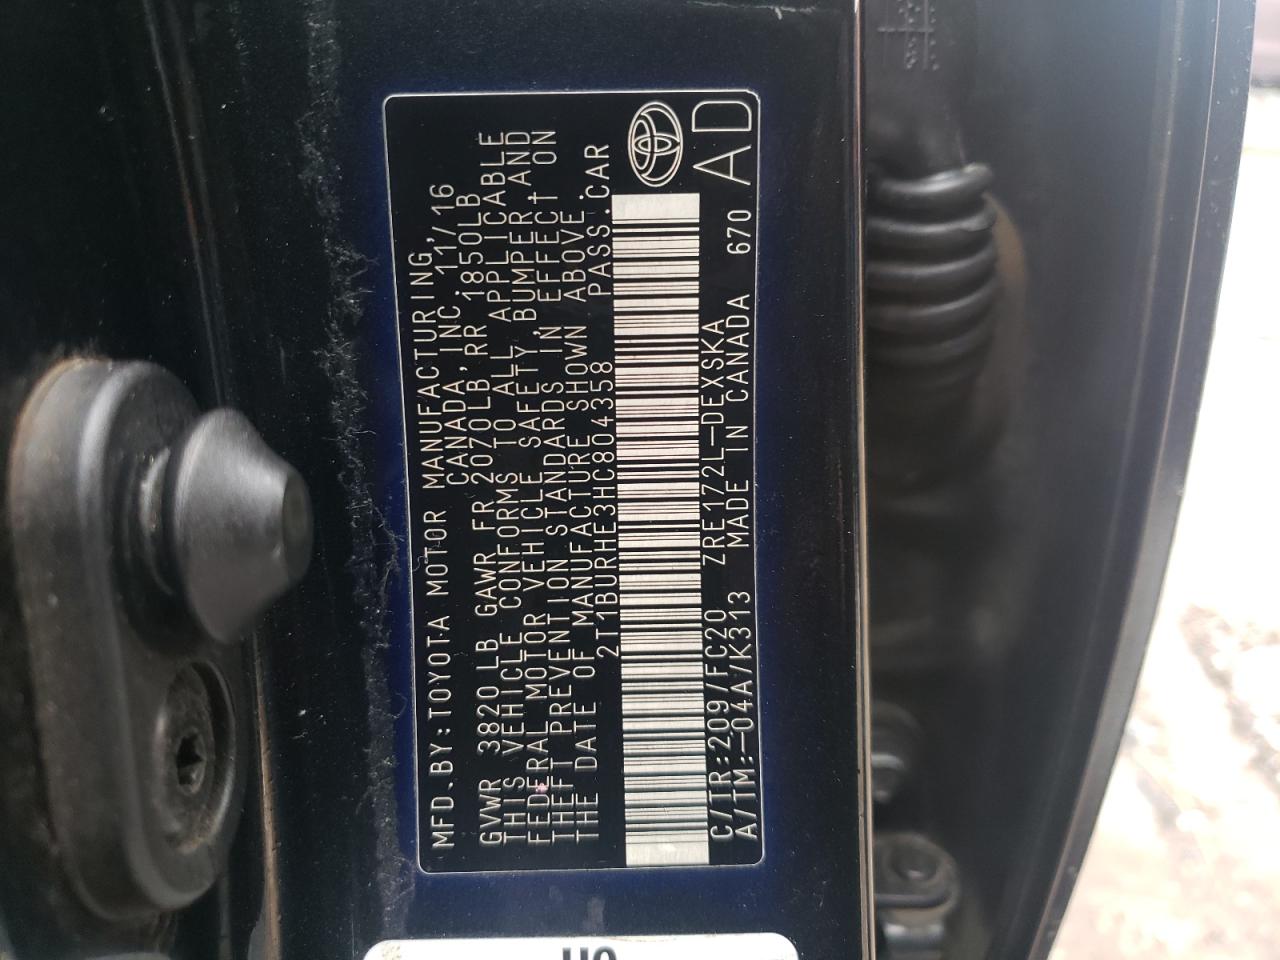 MFD.BY:TOYOTA MOTOR MANUFACTURING,
CANADA,INC. 11/16
GVWR 3820LB GAWR FR 2070LB,RR 1850LB
THIS VEHICLE CONFORMS TO ALL APPLICABLE
FEDERAL MOTOR VEHICLE SAFETY,BUMPER,AND
THEFT PREVENTION STANDARDS IN EFFECT ON
THE DATE OF MANUFACTURE SHOWN ABOVE.
2T1BURHE3HC804358 PASS.CAR
C/TR:209/FC20 ZRE172L-DEXSKA 670
A/TM:-04A/K313 MADE IN CANADA
AD